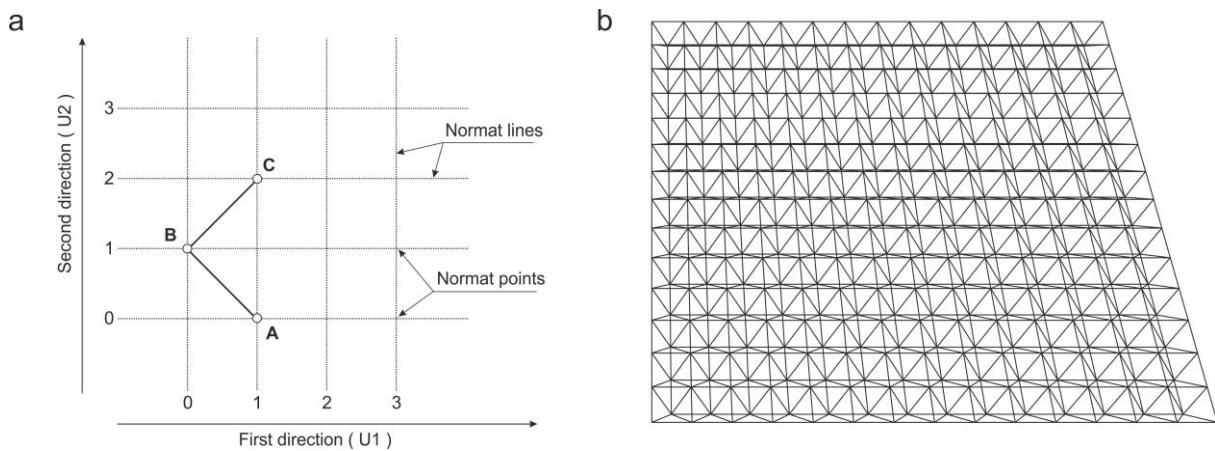 a
Second direction ( U2 )
3
2
1
0
C
B
A
Normat lines
Normat points
0 1 2 3
First direction ( U1 )
b